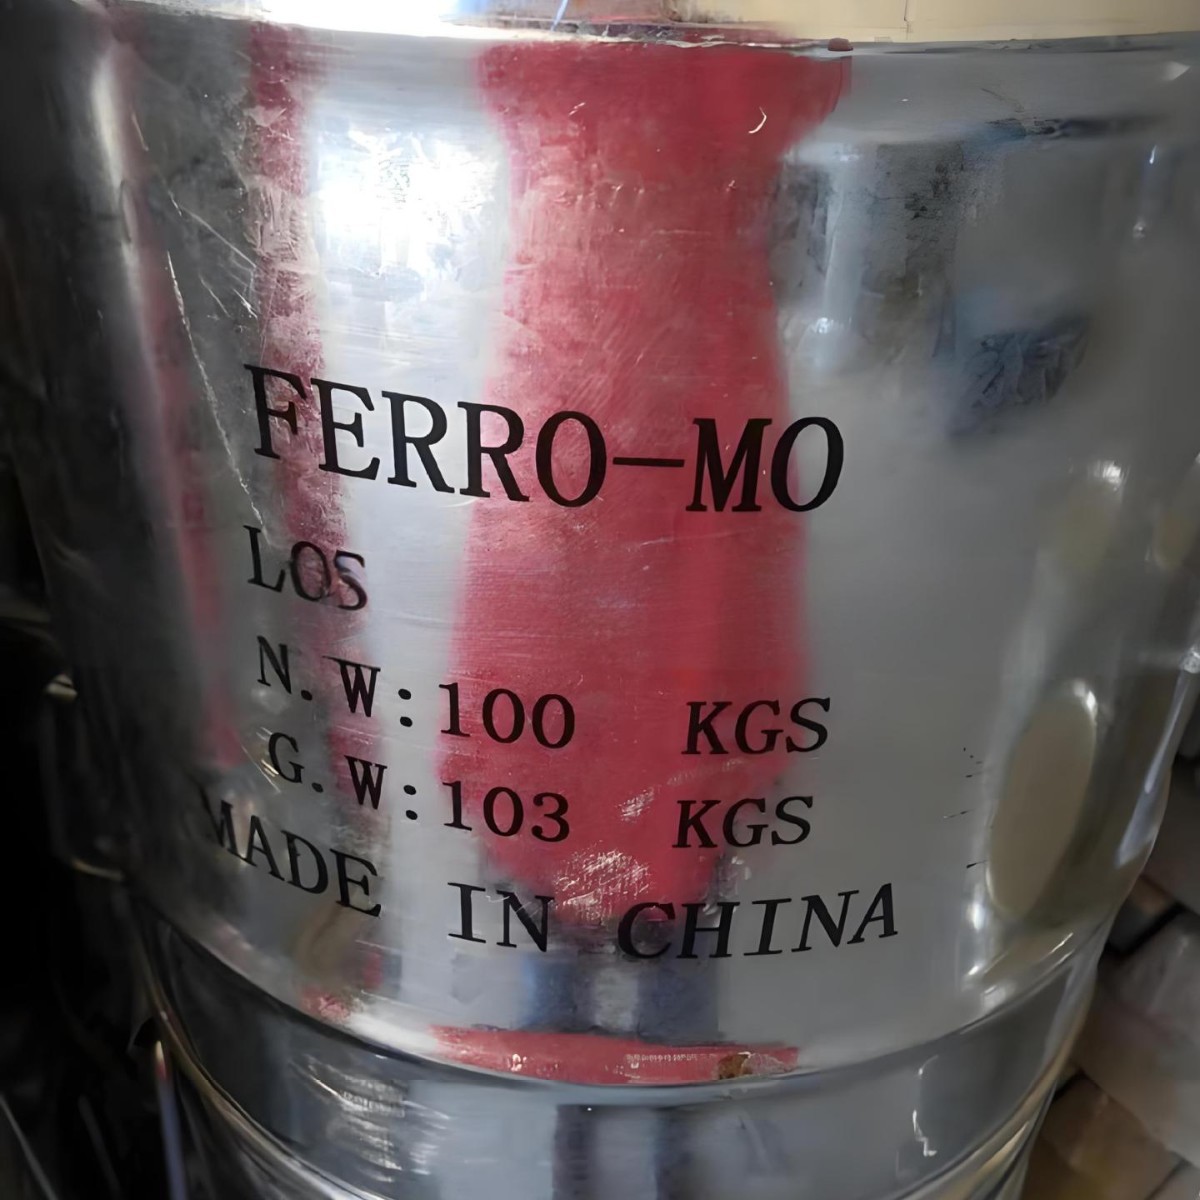 FERRO-MO
LOS
N.W:100 KGS
G.W:103 KGS
MADE IN CHINA